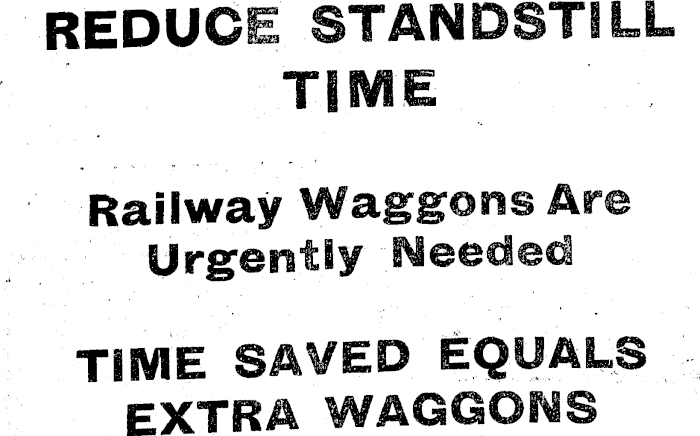 REDUCE STANDSTILL
TIME
Railway Waggons Are
Urgently Needed
TIME SAVED EQUALS
EXTRA WAGGONS